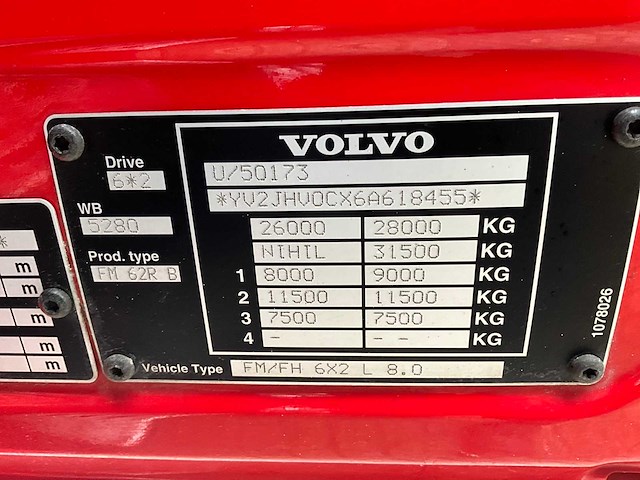 VOLVO
Drive
6*2
WB
5280
Prod. type
FM 62R B
U/50173
*YV2JHV0CX6A618455*
26000 28000 KG
NIHIL 31500 KG
1 8000 9000 KG
2 11500 11500 KG
3 7500 7500 KG
4 - - - KG
Vehicle Type FM/FH 6X2 L 8.0
1078026
*
m
m
m
m
m